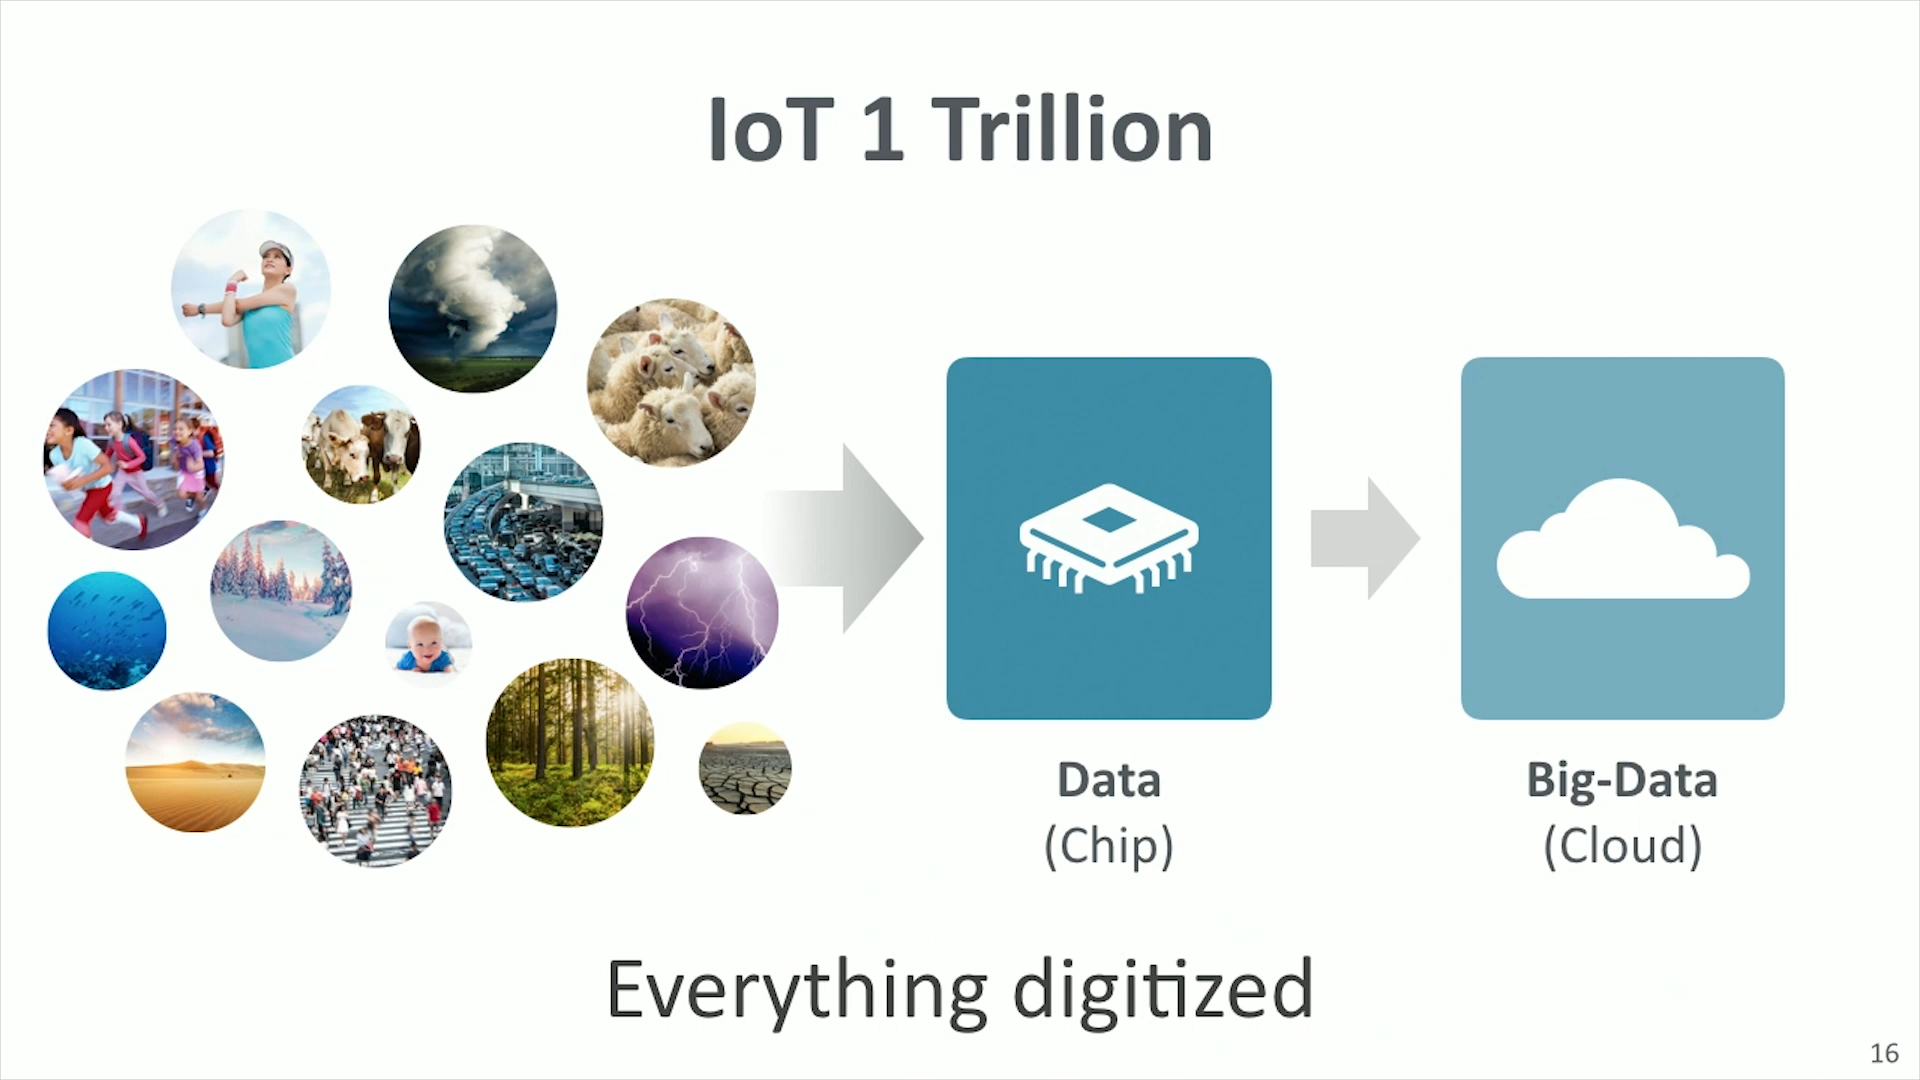 IoT 1 Trillion
Data
(Chip)
Big-Data
(Cloud)
Everything digitized
16